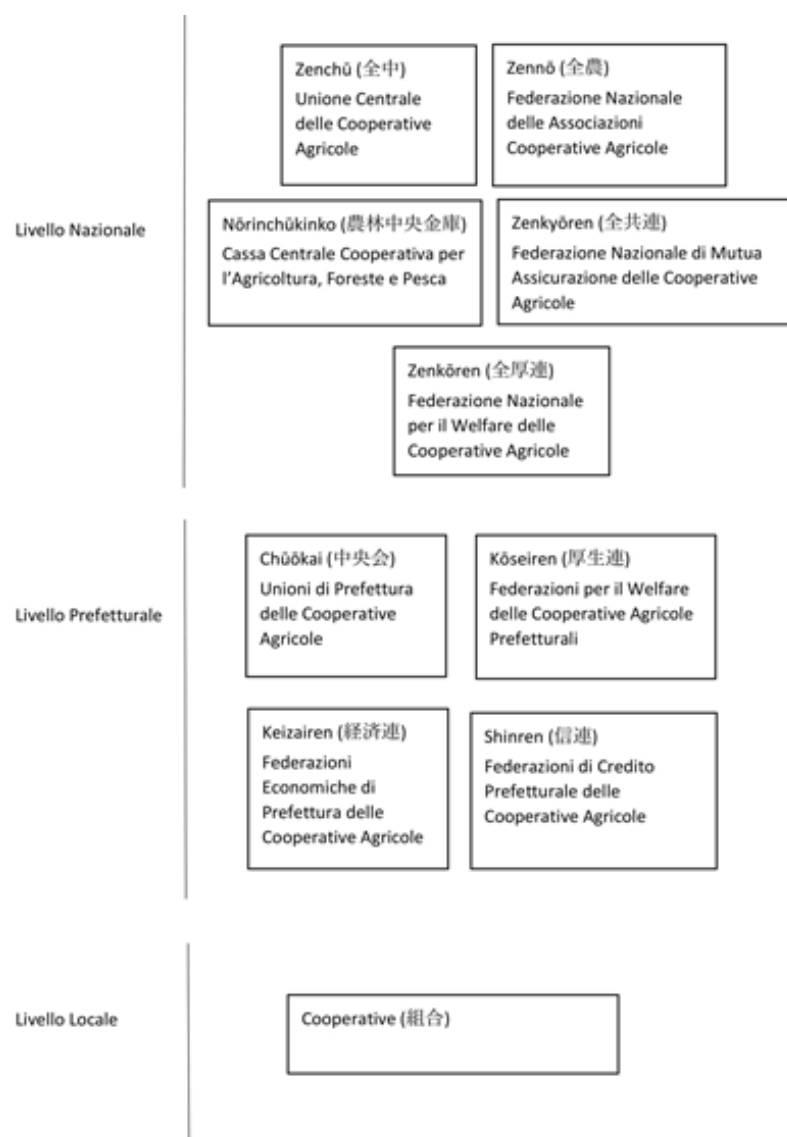 Zenchū (全中)
Unione Centrale
delle Cooperative
Agricole
Zennō (全農)
Federazione Nazionale
delle Associazioni
Cooperative Agricole
Livello Nazionale
Nōrinchūkinko (農林中央金庫)
Cassa Centrale Cooperativa per
l'Agricoltura, Foreste e Pesca
Zenkyōren (全共連)
Federazione Nazionale di Mutua
Assicurazione delle Cooperative
Agricole
Zenkōren (全厚連)
Federazione Nazionale
per il Welfare delle
Cooperative Agricole
Livello Prefetturale
Chūōkai (中央会)
Unioni di Prefettura
delle Cooperative
Agricole
Kōseiren (厚生連)
Federazioni per il Welfare
delle Cooperative Agricole
Prefetturali
Keizairen (経済連)
Federazioni
Economiche di
Prefettura delle
Cooperative Agricole
Shinren (信連)
Federazioni di Credito
Prefetturale delle
Cooperative Agricole
Livello Locale
Cooperative (組合)